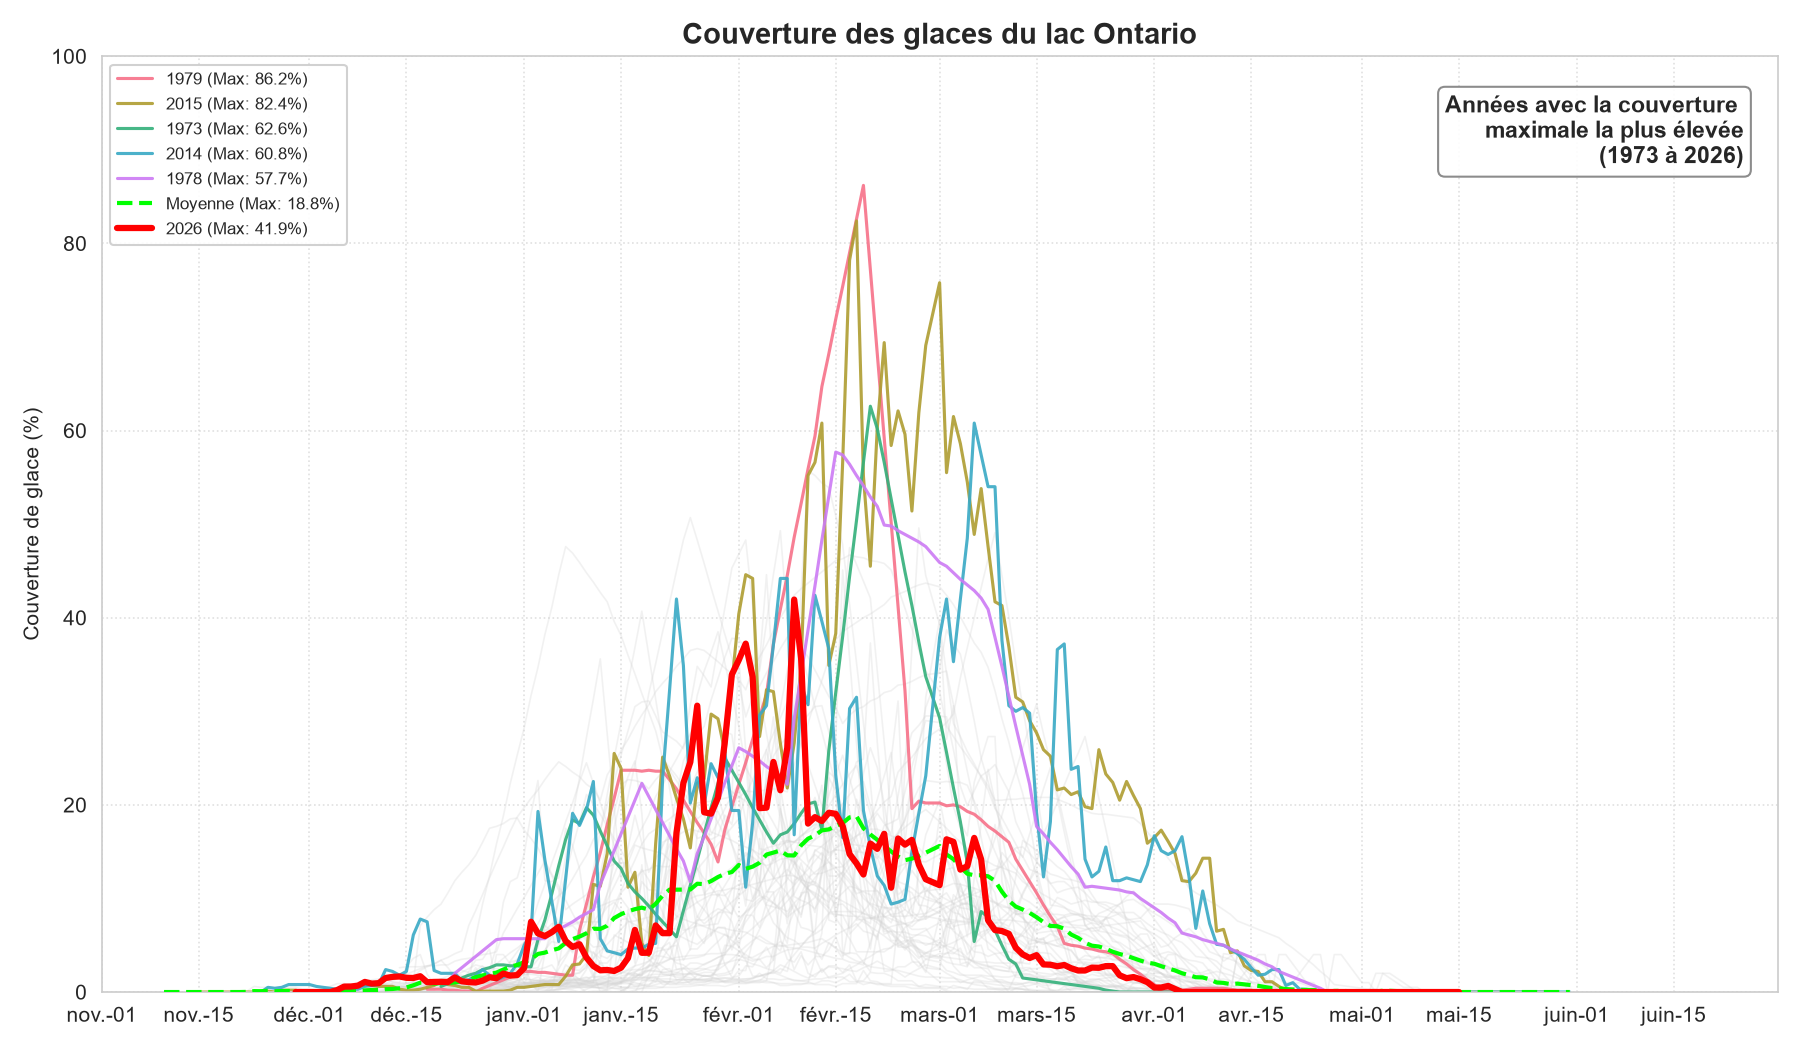 Couverture des glaces du lac Ontario
100
80
60
40
20
0
Couverture de glace (%)
1979 (Max: 86.2%)
2015 (Max: 82.4%)
1973 (Max: 62.6%)
2014 (Max: 60.8%)
1978 (Max: 57.7%)
Moyenne (Max: 18.8%)
2026 (Max: 41.9%)
Années avec la couverture
maximale la plus élevée
(1973 à 2026)
nov.-01 nov.-15 déc.-01 déc.-15 janv.-01 janv.-15 févr.-01 févr.-15 mars-01 mars-15 avr.-01 avr.-15 mai-01 mai-15 juin-01 juin-15